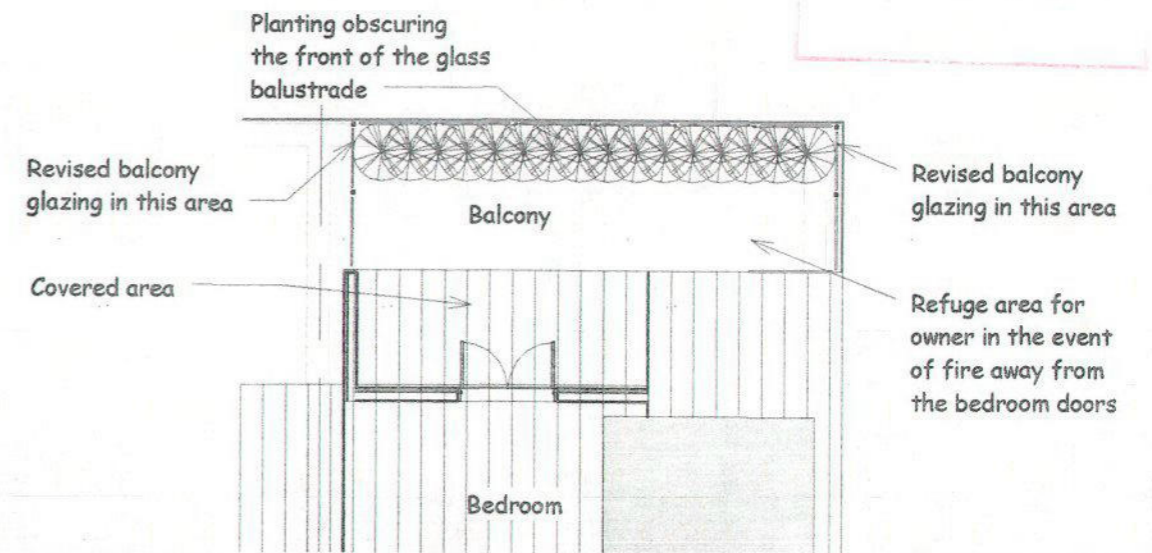 Planting obscuring
the front of the glass
balustrade
Revised balcony
glazing in this area
Balcony
Revised balcony
glazing in this area
Covered area
Refuge area for
owner in the event
of fire away from
the bedroom doors
Bedroom